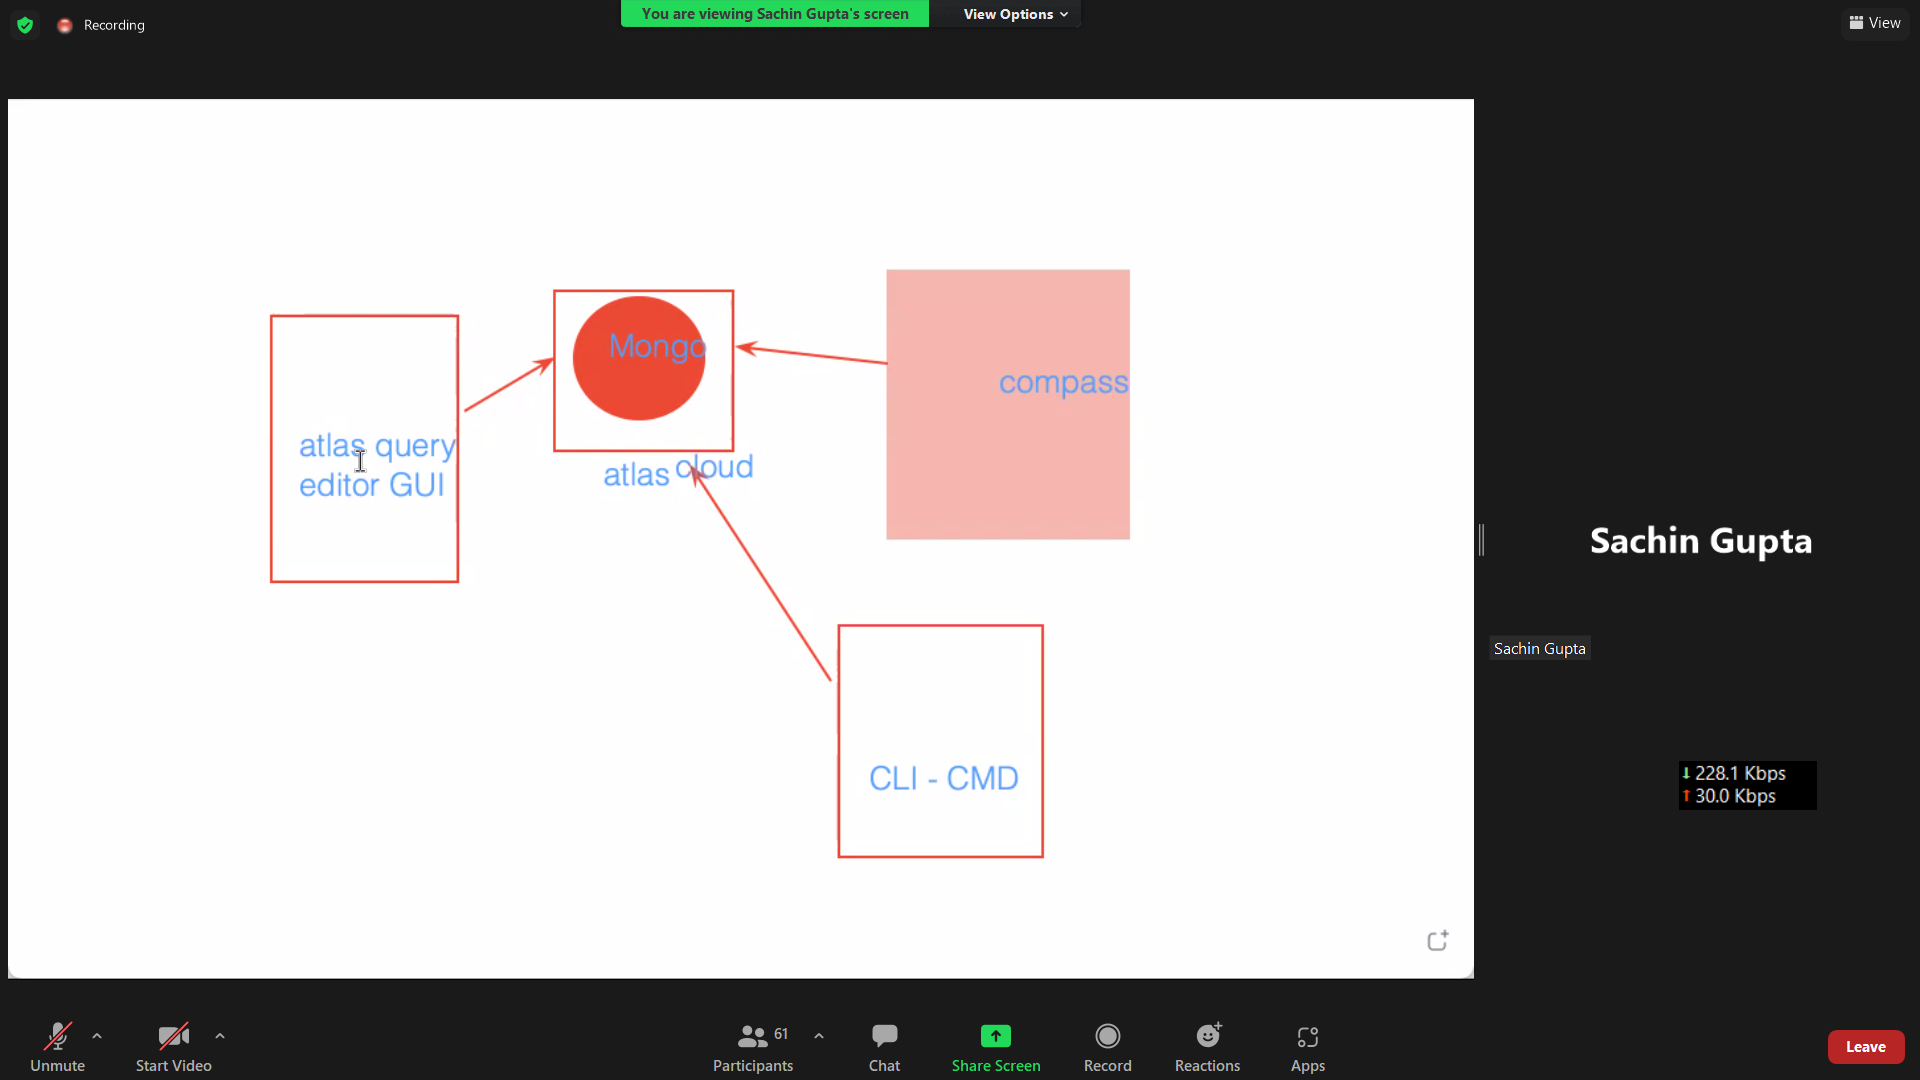 Recording
You are viewing Sachin Gupta's screen
View Options
View
Mongo
compass
atlas query
editor GUI
atlas cloud
CLI - CMD
Sachin Gupta
Sachin Gupta
228.1 Kbps
30.0 Kbps
Unmute
Start Video
61
Participants
Chat
Share Screen
Record
Reactions
Apps
Leave